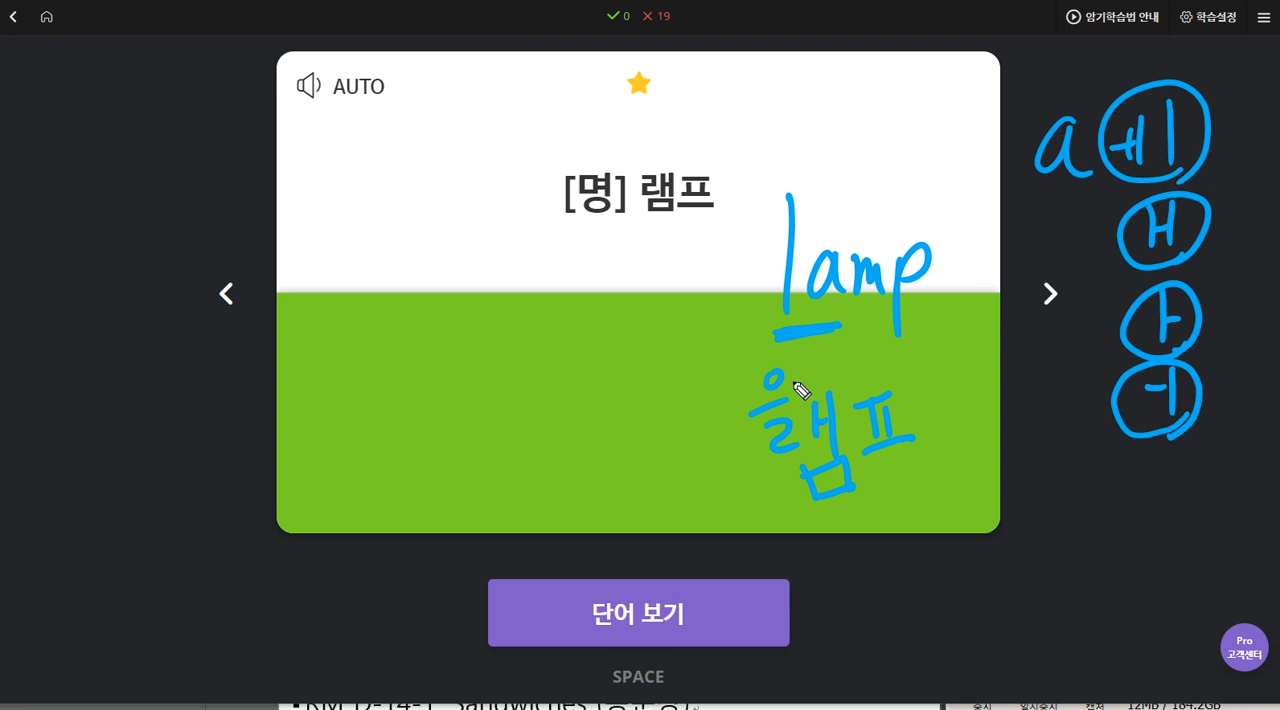 0 19 암기학습법 안내 학습설정
AUTO
[명] 램프
lamp
을램프
a ㅔ
ㅐ
ㅏ
ㅓ
단어 보기
SPACE
Pro
고객센터